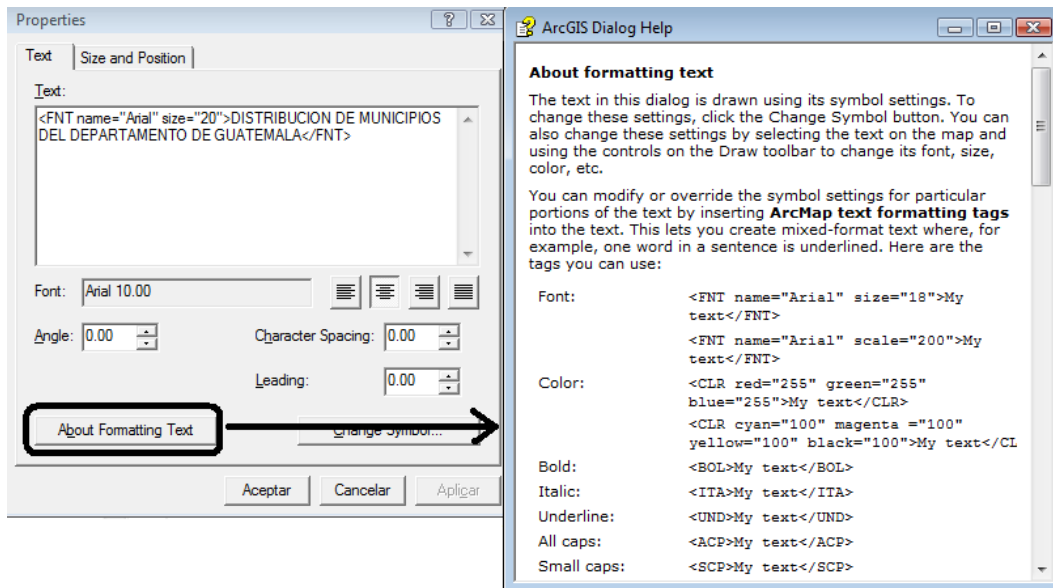 Properties
Text
Size and Position
Text:
<FNT name="Arial" size="20">DISTRIBUCION DE MUNICIPIOS
DEL DEPARTAMENTO DE GUATEMALA</FNT>
Font:
Arial 10.00
Angle:
0.00
Character Spacing:
0.00
Leading:
0.00
About Formatting Text
Change Symbol...
Aceptar
Cancelar
Aplicar
ArcGIS Dialog Help
About formatting text
The text in this dialog is drawn using its symbol settings. To
change these settings, click the Change Symbol button. You can
also change these settings by selecting the text on the map and
using the controls on the Draw toolbar to change its font, size,
color, etc.
You can modify or override the symbol settings for particular
portions of the text by inserting ArcMap text formatting tags
into the text. This lets you create mixed-format text where, for
example, one word in a sentence is underlined. Here are the
tags you can use:
Font: <FNT name="Arial" size="18">My
text</FNT>
<FNT name="Arial" scale="200">My
text</FNT>
Color: <CLR red="255" green="255"
blue="255">My text</CLR>
<CLR cyan="100" magenta ="100"
yellow="100" black="100">My text</CL
Bold: <BOL>My text</BOL>
Italic: <ITA>My text</ITA>
Underline: <UND>My text</UND>
All caps: <ACP>My text</ACP>
Small caps: <SCP>My text</SCP>